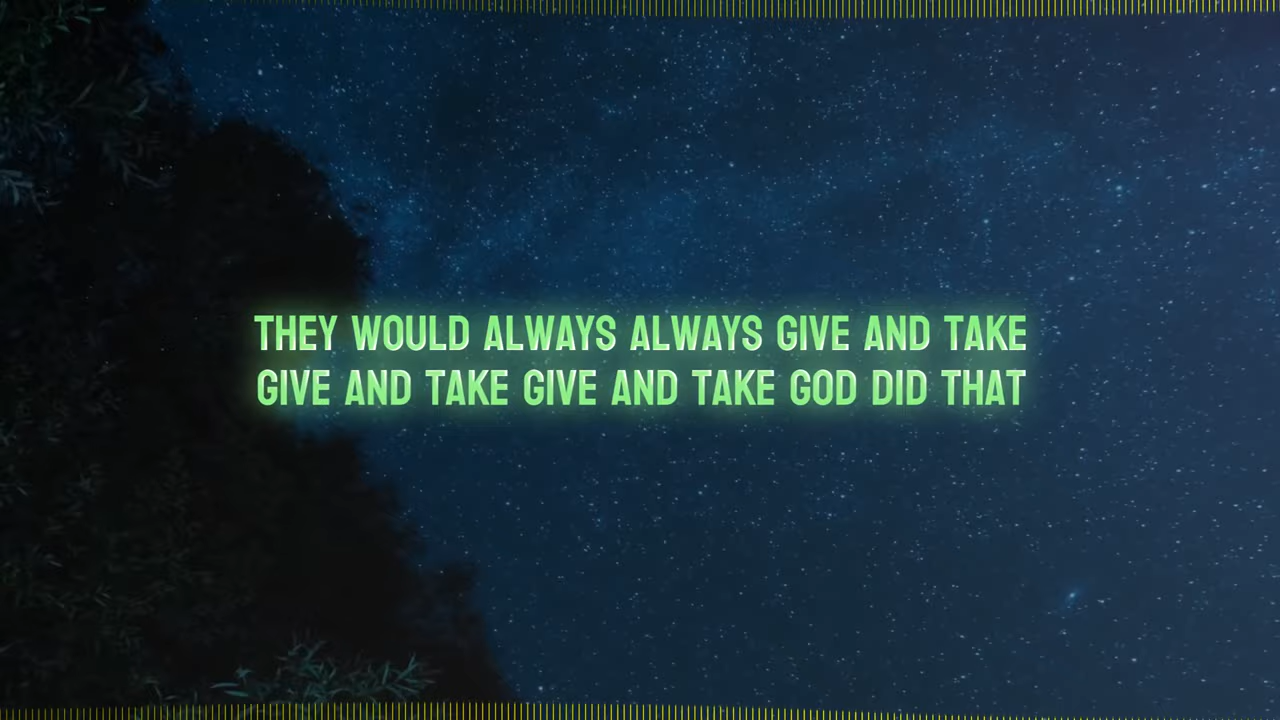 THEY WOULD ALWAYS ALWAYS GIVE AND TAKE
GIVE AND TAKE GIVE AND TAKE GOD DID THAT